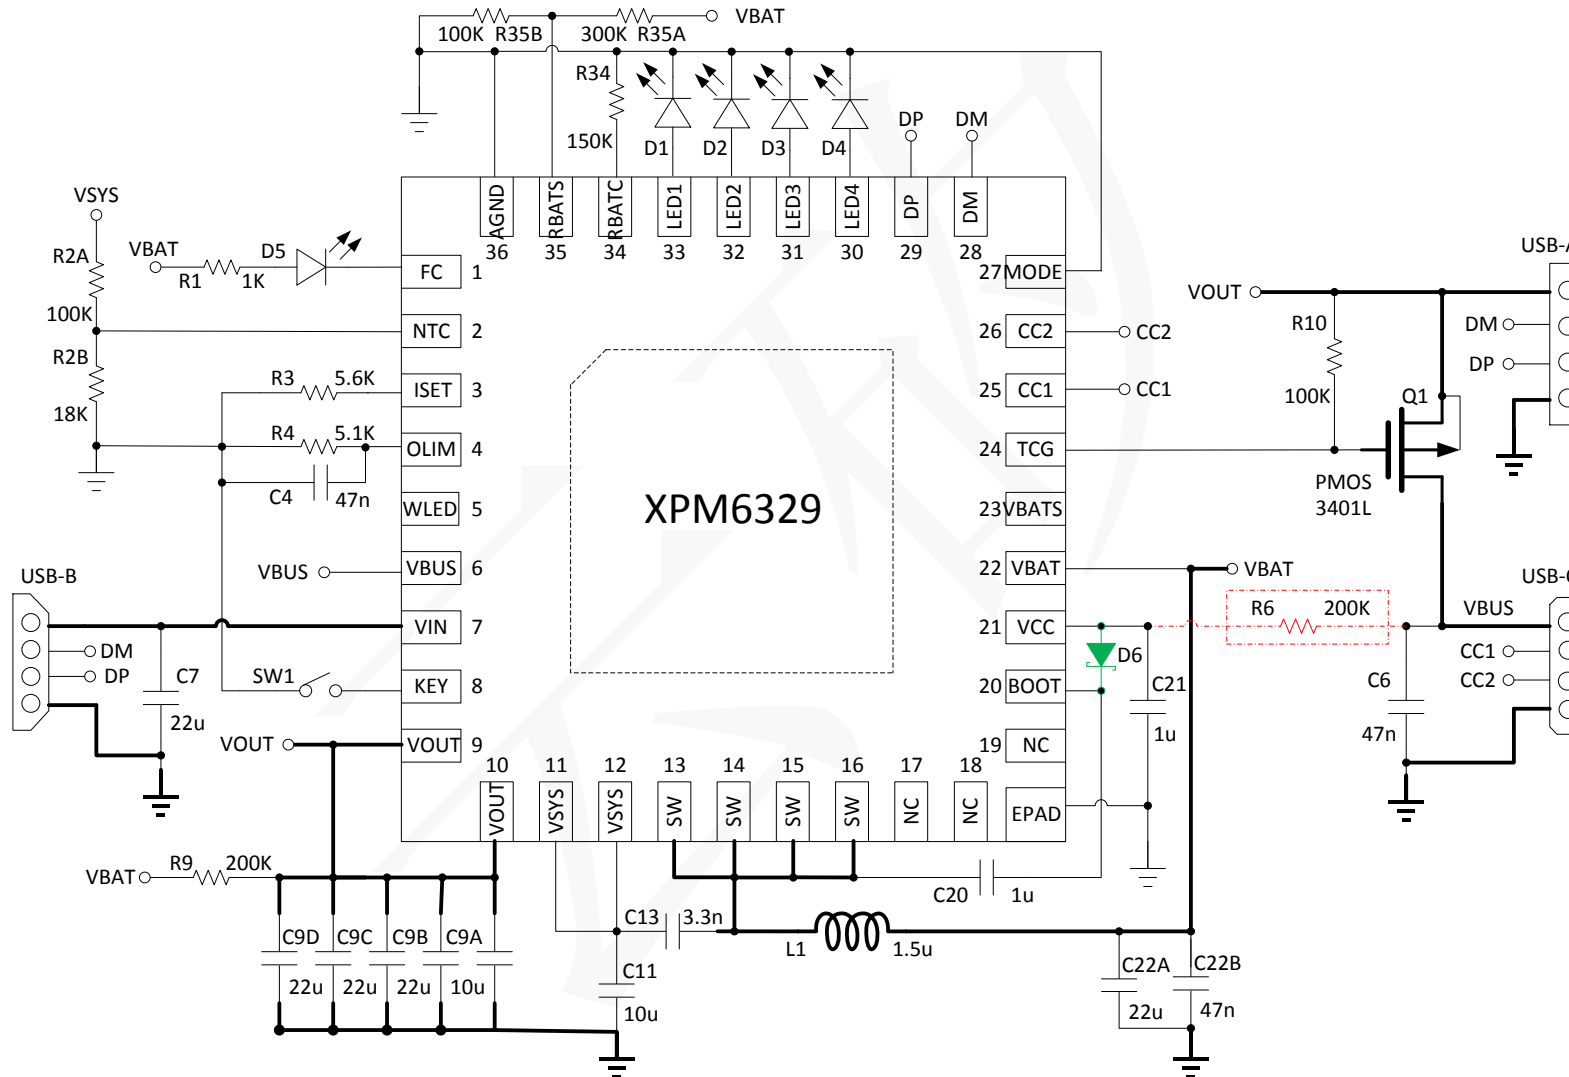 100K R35B
300K R35A
VBAT
R34
150K
D1
D2
D3
D4
DP
DM
VSYS
R2A
100K
R2B
18K
VBAT
R1
1K
D5
AGND
RBATS
RBATC
LED1
LED2
LED3
LED4
DP
DM
36
35
34
33
32
31
30
29
28
FC 1
NTC 2
R3 5.6K
ISET 3
R4 5.1K
OLIM 4
C4 47n
WLED 5
VBUS
VBUS 6
VIN 7
SW1
KEY 8
VOUT
VOUT 9
USB-B
DM
DP
C7
22u
XPM6329
27 MODE
26 CC2
CC2
25 CC1
CC1
24 TCG
23 VBATS
22 VBAT
VBAT
21 VCC
20 BOOT
19 NC
EPAD
D6
C21
1u
R6 200K
VOUT
R10
100K
Q1
PMOS
3401L
DM
DP
VBUS
CC1
CC2
C6
47n
10
11
12
13
14
15
16
17
18
VOUT
VSYS
VSYS
SW
SW
SW
SW
NC
NC
VBAT
R9 200K
C9D
C9C
C9B
C9A
22u
22u
22u
10u
C13 3.3n
C11
10u
C20 1u
L1 1.5u
C22A
22u
C22B
47n